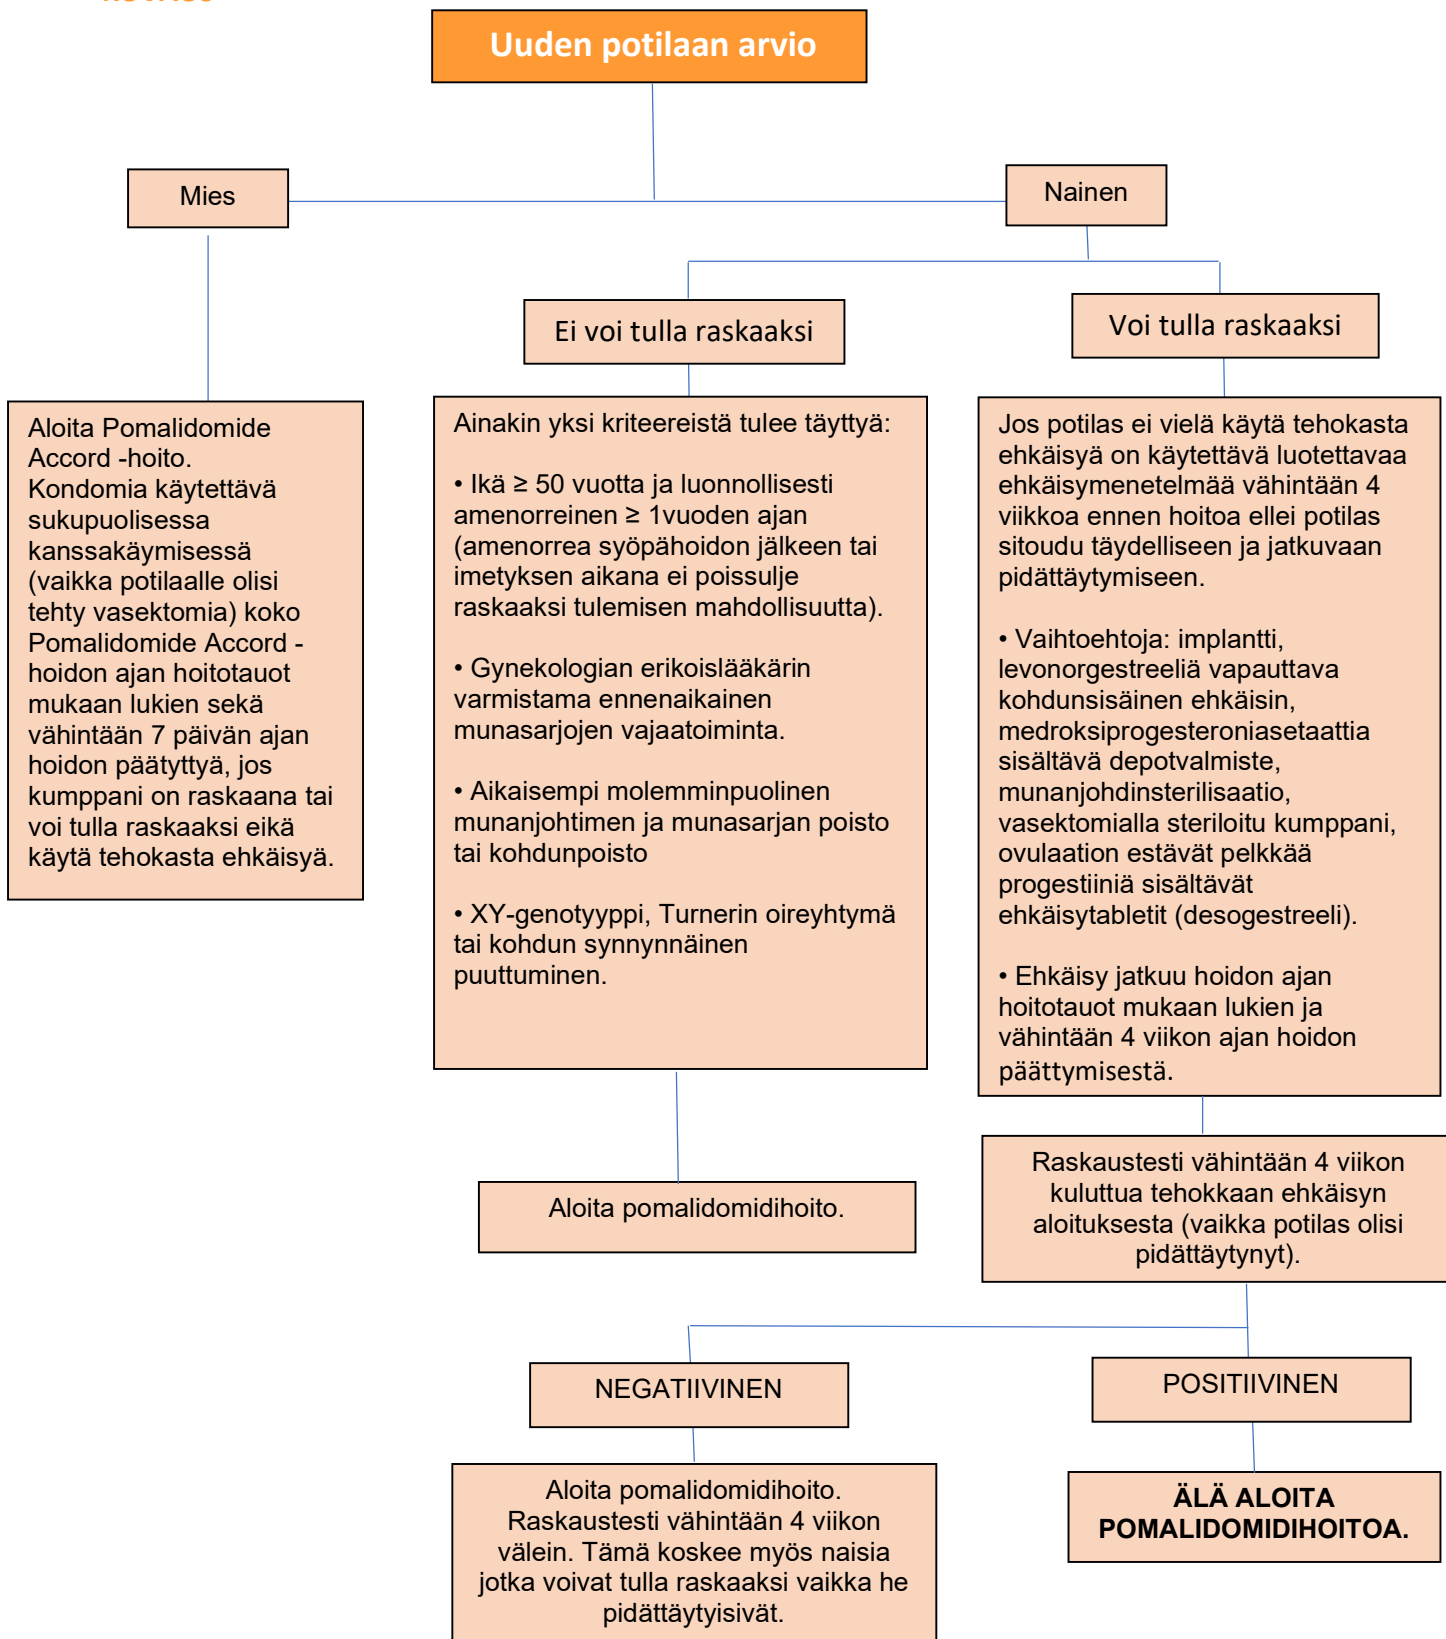 Uuden potilaan arvio
Mies
Nainen
Ei voi tulla raskaaksi
Voi tulla raskaaksi
Aloita Pomalidomide
Accord -hoito.
Kondomia käytettävä
sukupuolisessa
kanssakäymisessä
(vaikka potilaalle olisi
tehty vasektomia) koko
Pomalidomide Accord -
hoidon ajan hoitotauot
mukaan lukien sekä
vähintään 7 päivän ajan
hoidon päätyttyä, jos
kumppani on raskaana tai
voi tulla raskaaksi eikä
käytä tehokasta ehkäisyä.
Ainakin yksi kriteereistä tulee täyttyä:
• Ikä ≥ 50 vuotta ja luonnollisesti
amenorreinen ≥ 1vuoden ajan
(amenorrea syöpähoidon jälkeen tai
imetyksen aikana ei poissulje
raskaaksi tulemisen mahdollisuutta).
• Gynekologian erikoislääkärin
varmistama ennenaikainen
munasarjojen vajaatoiminta.
• Aikaisempi molemminpuolinen
munanjohtimen ja munasarjan poisto
tai kohdunpoisto
• XY-genotyyppi, Turnerin oireyhtymä
tai kohdun synnynnäinen
puuttuminen.
Jos potilas ei vielä käytä tehokasta
ehkäisyä on käytettävä luotettavaa
ehkäisymenetelmää vähintään 4
viikkoa ennen hoitoa ellei potilas
sitoudu täydelliseen ja jatkuvaan
pidättäytymiseen.
• Vaihtoehtoja: implantti,
levonorgestreeliä vapauttava
kohdunsisäinen ehkäisin,
medroksiprogesteroniasetaattia
sisältävä depotvalmiste,
munanjohdinsterilisaatio,
vasektomialla steriloitu kumppani,
ovulaation estävät pelkkää
progestiiniä sisältävät
ehkäisytabletit (desogestreeli).
• Ehkäisy jatkuu hoidon ajan
hoitotauot mukaan lukien ja
vähintään 4 viikon ajan hoidon
päättymisestä.
Aloita pomalidomidihoito.
Raskaustesti vähintään 4 viikon
kuluttua tehokkaan ehkäisyn
aloituksesta (vaikka potilas olisi
pidättäytynyt).
NEGATIIVINEN
POSITIIVINEN
Aloita pomalidomidihoito.
Raskaustesti vähintään 4 viikon
välein. Tämä koskee myös naisia
jotka voivat tulla raskaaksi vaikka he
pidättäytyisivät.
ÄLÄ ALOITA
POMALIDOMIDIHOITOA.